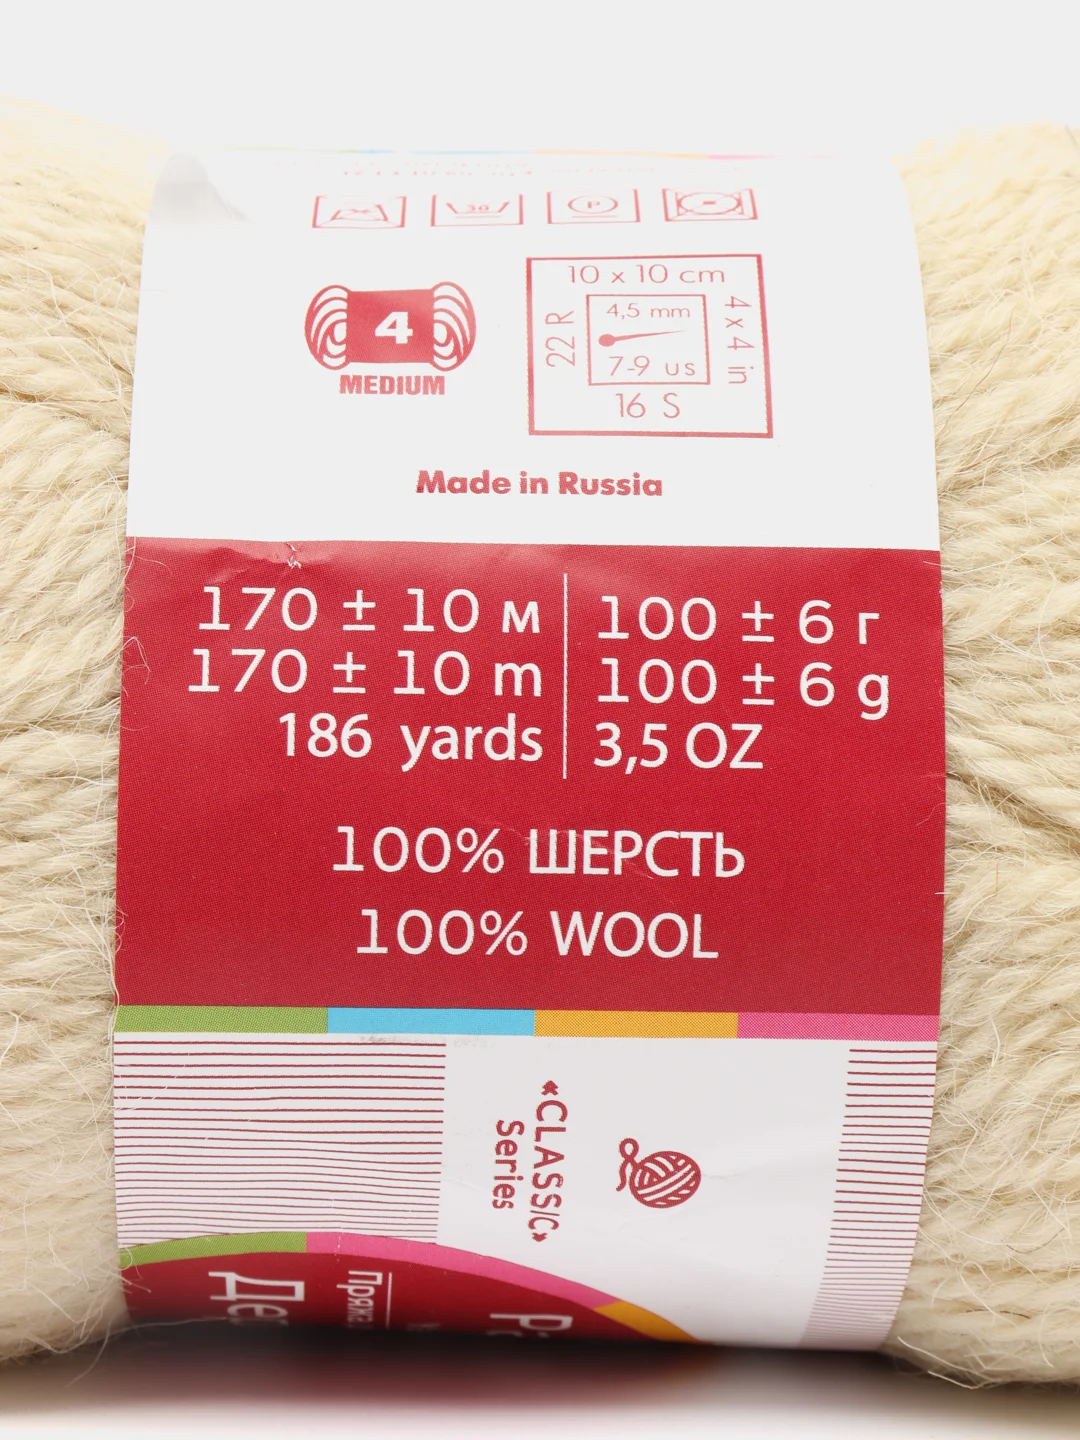 30
P
4
MEDIUM
10 x 10 cm
22 R
4,5 mm
7-9 US
4 x 4 in
16 S
Made in Russia
170 ± 10 м
170 ± 10 m
186 yards
100 ± 6 г
100 ± 6 g
3,5 OZ
100% ШЕРСТЬ
100% WOOL
«CLASSIC»
Series
Пряжа